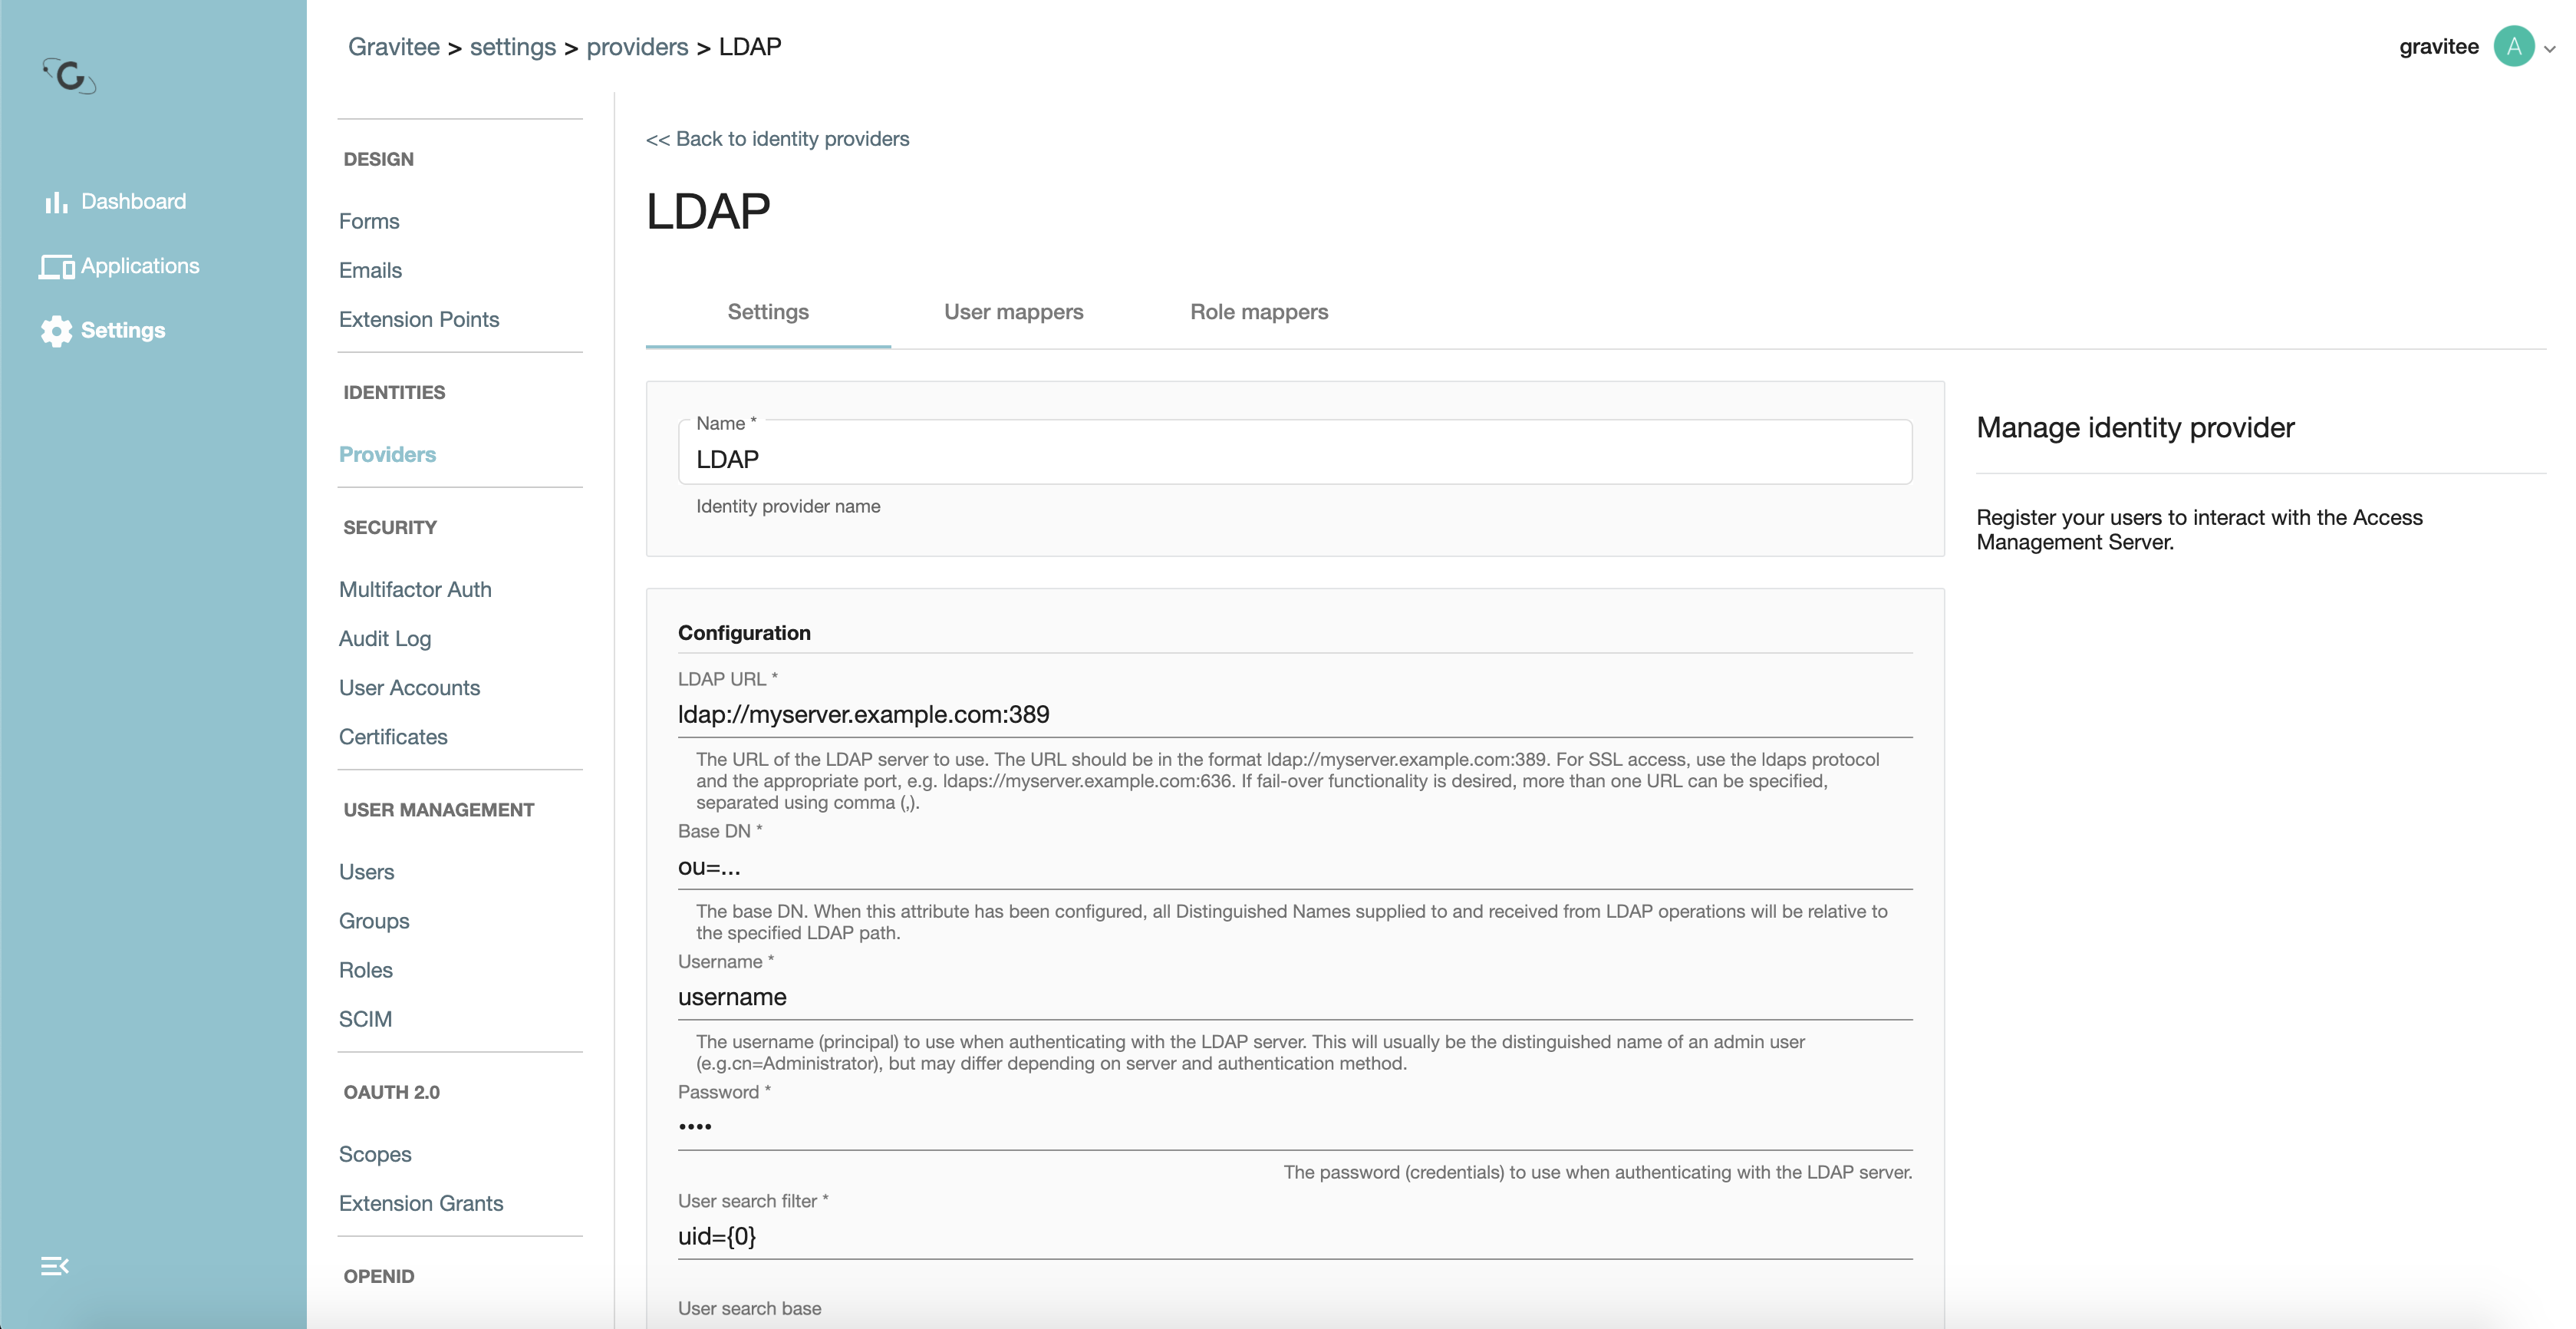 Gravitee > settings > providers > LDAP
gravitee
A
Dashboard
Applications
Settings
DESIGN
Forms
Emails
Extension Points
IDENTITIES
Providers
SECURITY
Multifactor Auth
Audit Log
User Accounts
Certificates
USER MANAGEMENT
Users
Groups
Roles
SCIM
OAUTH 2.0
Scopes
Extension Grants
OPENID
<< Back to identity providers
LDAP
Settings
User mappers
Role mappers
Name *
LDAP
Identity provider name
Configuration
LDAP URL *
ldap://myserver.example.com:389
The URL of the LDAP server to use. The URL should be in the format ldap://myserver.example.com:389. For SSL access, use the ldaps protocol
and the appropriate port, e.g. ldaps://myserver.example.com:636. If fail-over functionality is desired, more than one URL can be specified,
separated using comma (,).
Base DN *
ou=...
The base DN. When this attribute has been configured, all Distinguished Names supplied to and received from LDAP operations will be relative to
the specified LDAP path.
Username *
username
The username (principal) to use when authenticating with the LDAP server. This will usually be the distinguished name of an admin user
(e.g.cn=Administrator), but may differ depending on server and authentication method.
Password *
••••
The password (credentials) to use when authenticating with the LDAP server.
User search filter *
uid={0}
User search base
Manage identity provider
Register your users to interact with the Access
Management Server.